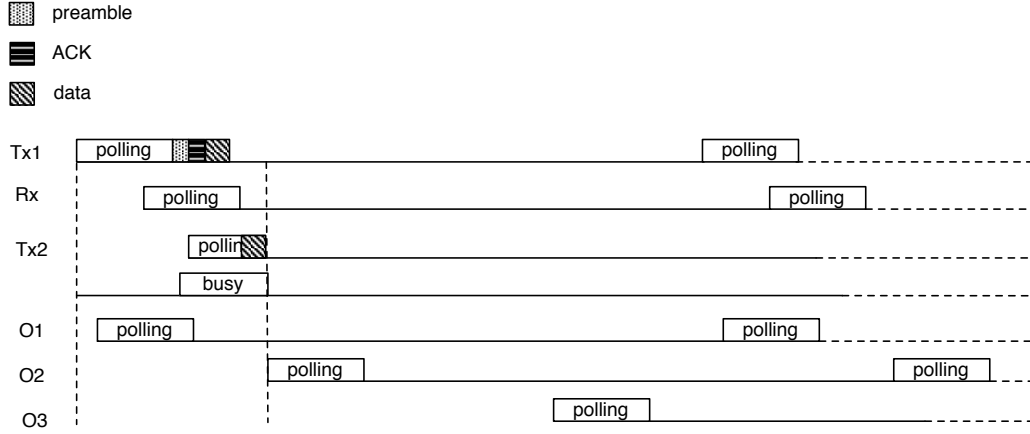 preamble
ACK
data
Tx1 polling polling
Rx polling polling
Tx2 pollin
busy
O1 polling polling
O2 polling polling
O3 polling